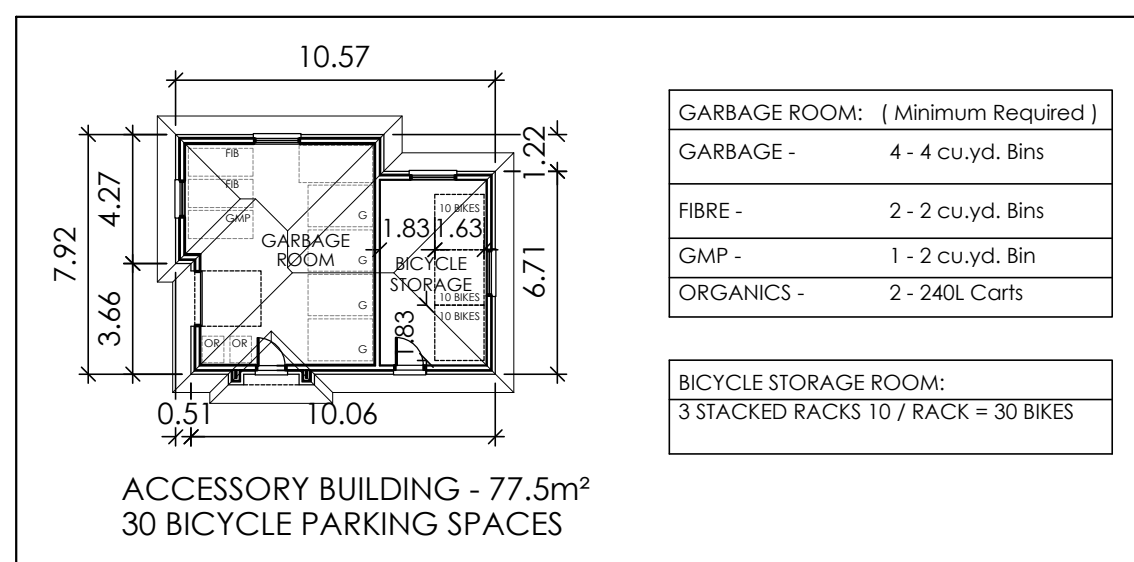 10.57
1.22
FIB
FIB
GMP
4.27
7.92
10 BIKES
G
1.83
1.63
GARBAGE
ROOM
G
BICYCLE
STORAGE
6.71
10 BIKES
10 BIKES
G
3.66
1.83
OR
OR
G
0.51
10.06
ACCESSORY BUILDING - 77.5m²
30 BICYCLE PARKING SPACES
GARBAGE ROOM: ( Minimum Required )
GARBAGE - 4 - 4 cu.yd. Bins
FIBRE - 2 - 2 cu.yd. Bins
GMP - 1 - 2 cu.yd. Bin
ORGANICS - 2 - 240L Carts
BICYCLE STORAGE ROOM:
3 STACKED RACKS 10 / RACK = 30 BIKES